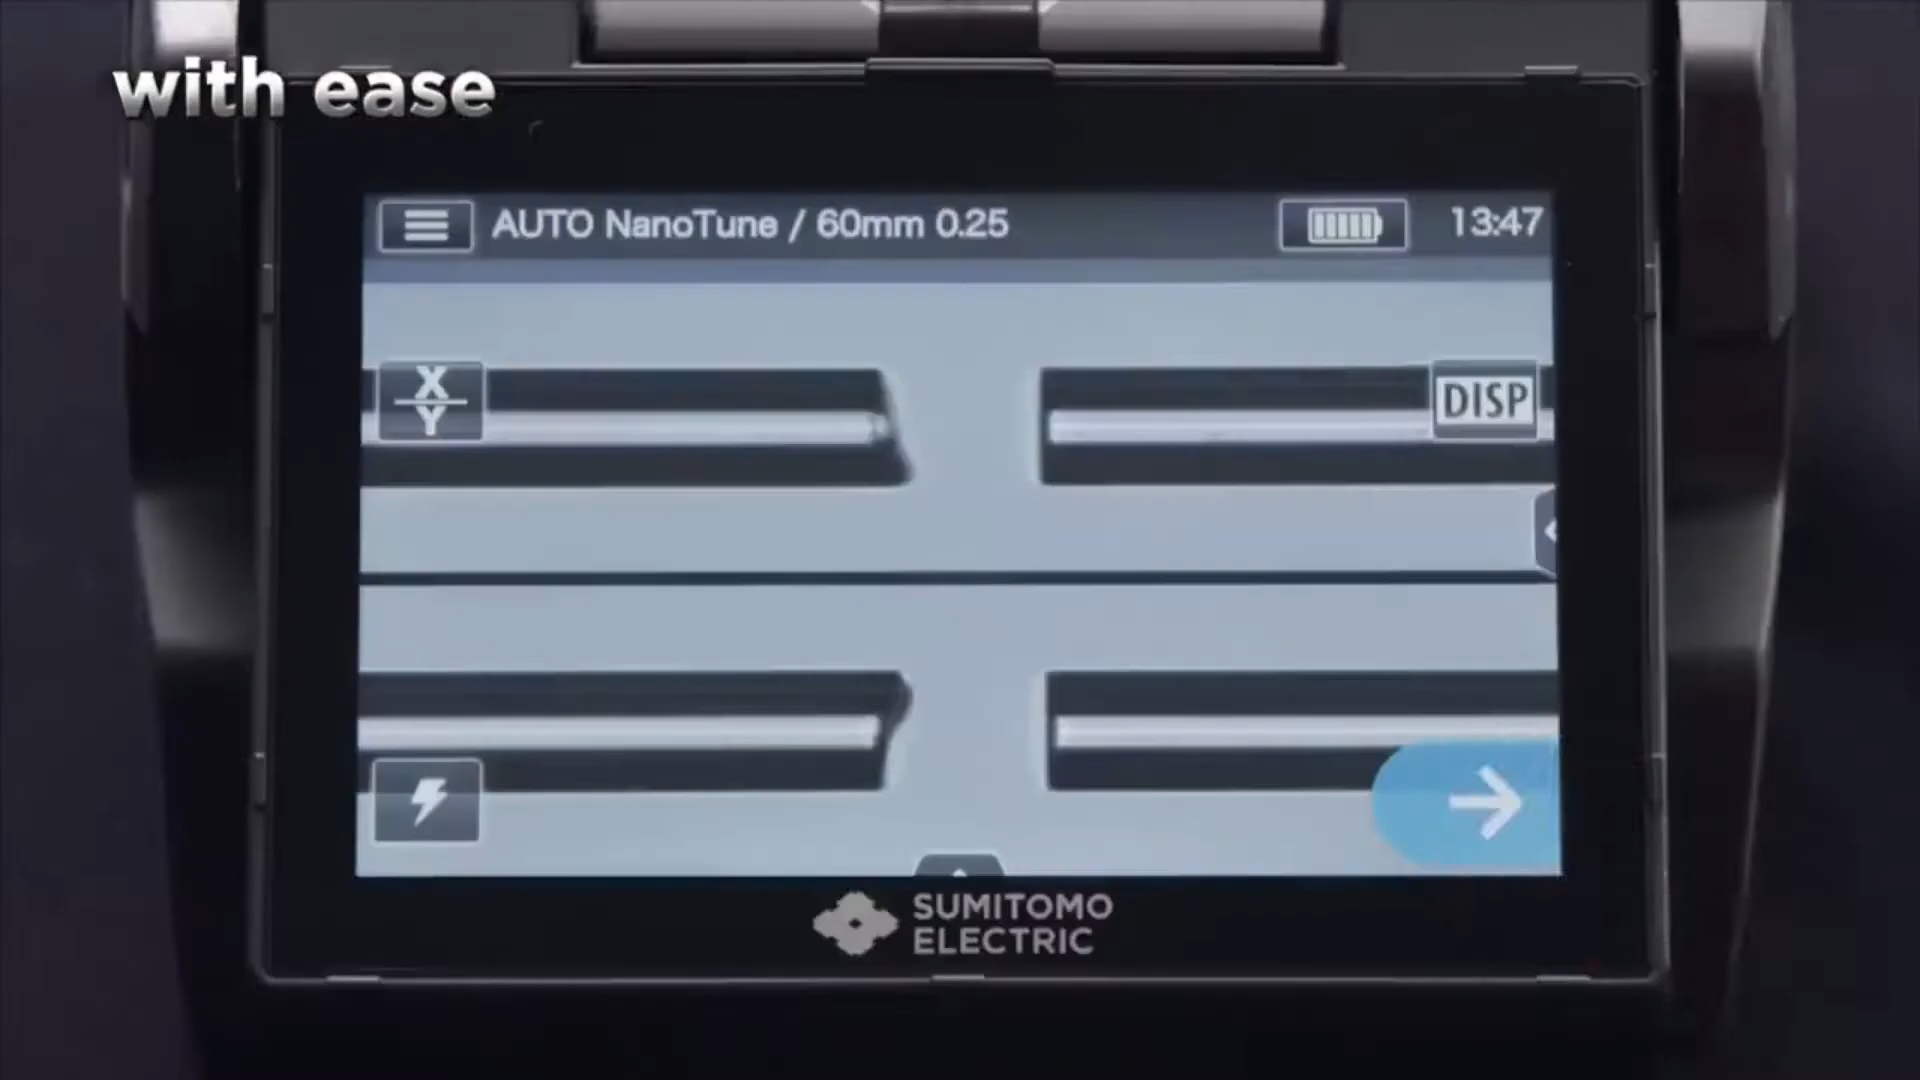 with ease
AUTO NanoTune / 60mm 0.25
13:47
X
Y
DISP
SUMITOMO
ELECTRIC